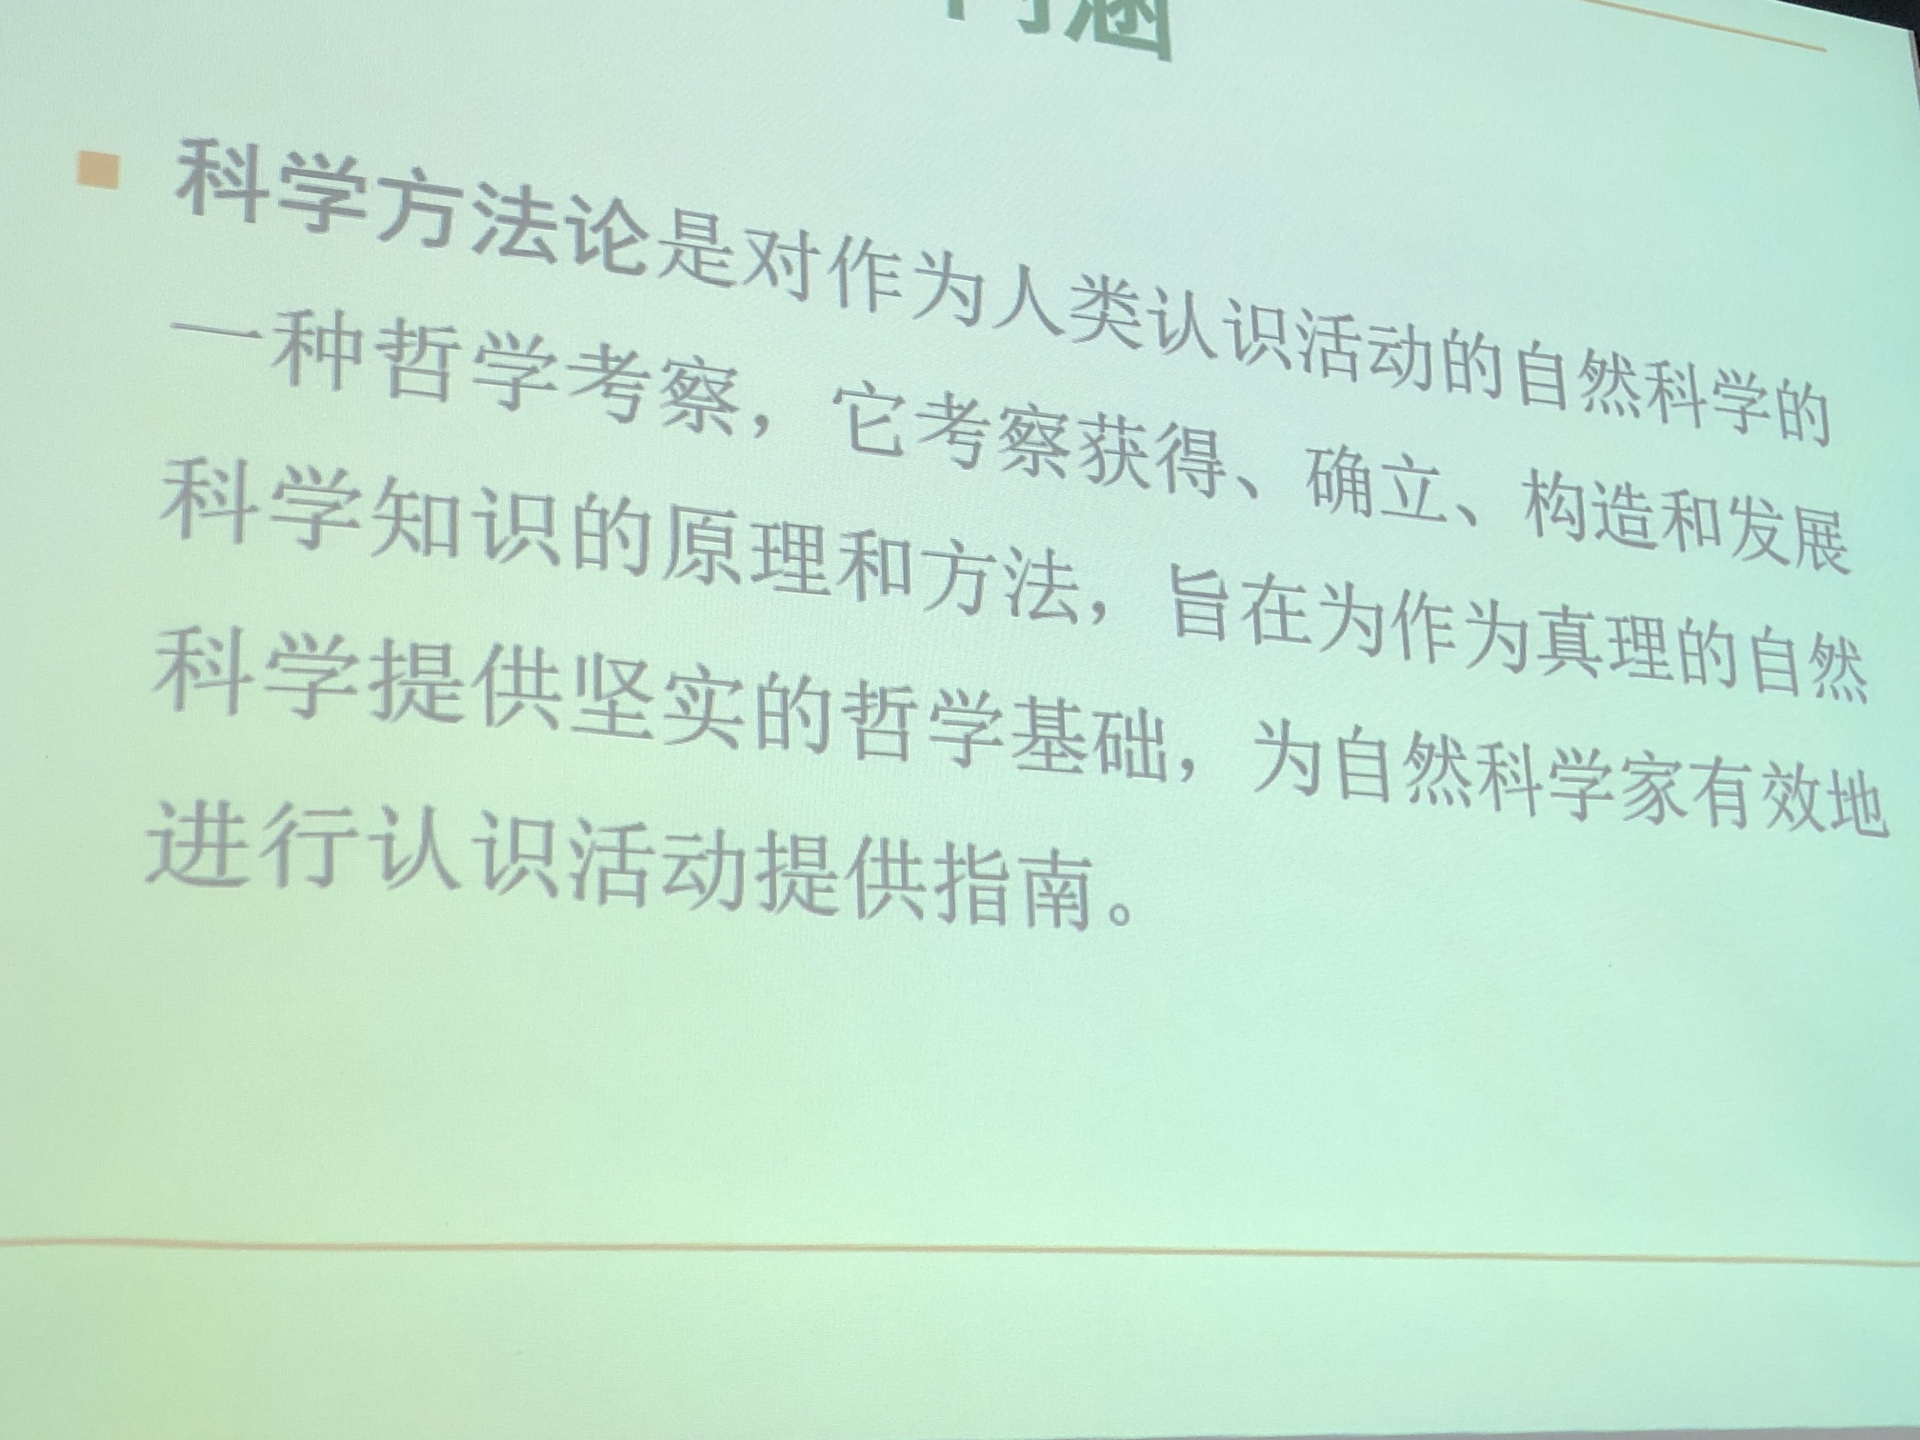 内涵
科学方法论是对作为人类认识活动的自然科学的
一种哲学考察，它考察获得、确立、构造和发展
科学知识的原理和方法，旨在为作为真理的自然
科学提供坚实的哲学基础，为自然科学家有效地
进行认识活动提供指南。